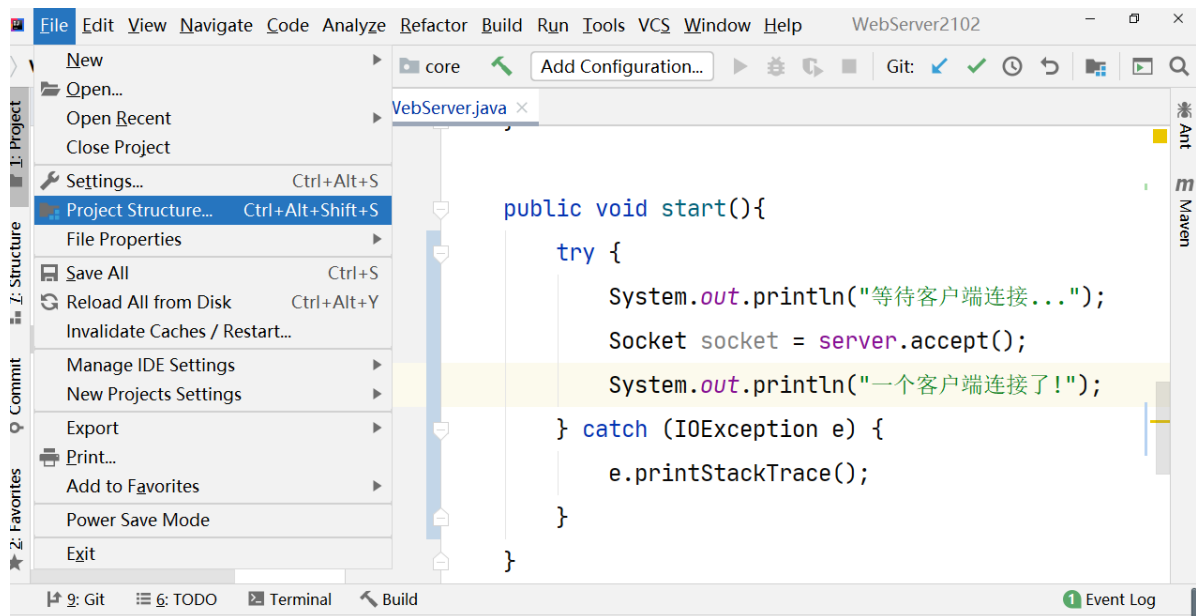 File Edit View Navigate Code Analyze Refactor Build Run Tools VCS Window Help WebServer2102
New
core Add Configuration... Git:
Open...
Open Recent
WebServer.java
Close Project
Settings... Ctrl+Alt+S
Project Structure... Ctrl+Alt+Shift+S
File Properties
Save All Ctrl+S
Reload All from Disk Ctrl+Alt+Y
Invalidate Caches / Restart...
Manage IDE Settings
New Projects Settings
Export
Print...
Add to Favorites
Power Save Mode
Exit
1: Project
7: Structure
Commit
2: Favorites
}
public void start(){
try {
System.out.println("等待客户端连接...");
Socket socket = server.accept();
System.out.println("一个客户端连接了!");
} catch (IOException e) {
e.printStackTrace();
}
}
Ant
m Maven
9: Git 6: TODO Terminal Build 1 Event Log